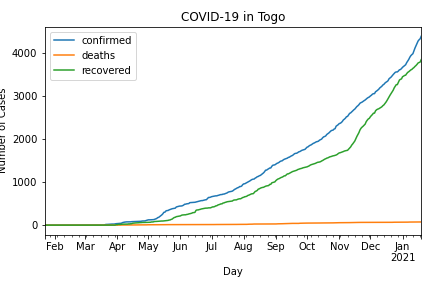 COVID-19 in Togo
confirmed
deaths
recovered
4000
3000
2000
1000
0
Number of Cases
Feb Mar Apr May Jun Jul Aug Sep Oct Nov Dec Jan
2021
Day